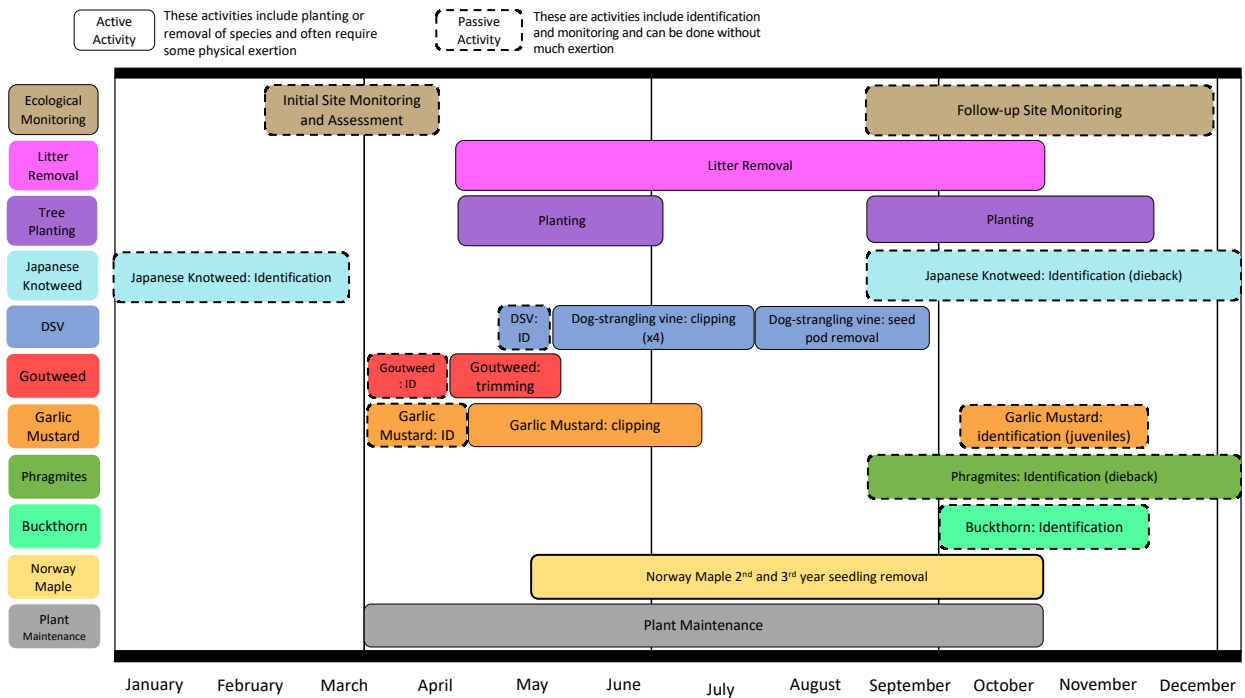 Active
Activity
These activities include planting or
removal of species and often require
some physical exertion
Passive
Activity
These are activities include identification
and monitoring and can be done without
much exertion
Ecological
Monitoring
Initial Site Monitoring
and Assessment
Follow-up Site Monitoring
Litter
Removal
Litter Removal
Tree
Planting
Planting
Planting
Japanese
Knotweed
Japanese Knotweed: Identification
Japanese Knotweed: Identification (dieback)
DSV
DSV:
ID
Dog-strangling vine: clipping
(x4)
Dog-strangling vine: seed
pod removal
Goutweed
Goutweed
: ID
Goutweed:
trimming
Garlic
Mustard
Garlic
Mustard: ID
Garlic Mustard: clipping
Garlic Mustard:
identification (juveniles)
Phragmites
Phragmites: Identification (dieback)
Buckthorn
Buckthorn: Identification
Norway
Maple
Norway Maple 2nd and 3rd year seedling removal
Plant
Maintenance
Plant Maintenance
January February March April May June July August September October November December